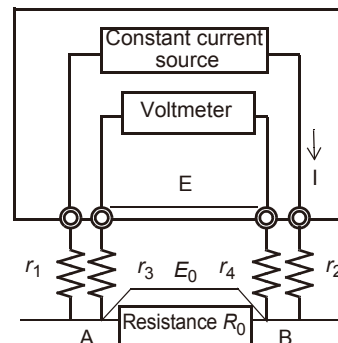 Constant current
source
Voltmeter
E
I
r1 r3 E0 r4 r2
A Resistance R0 B